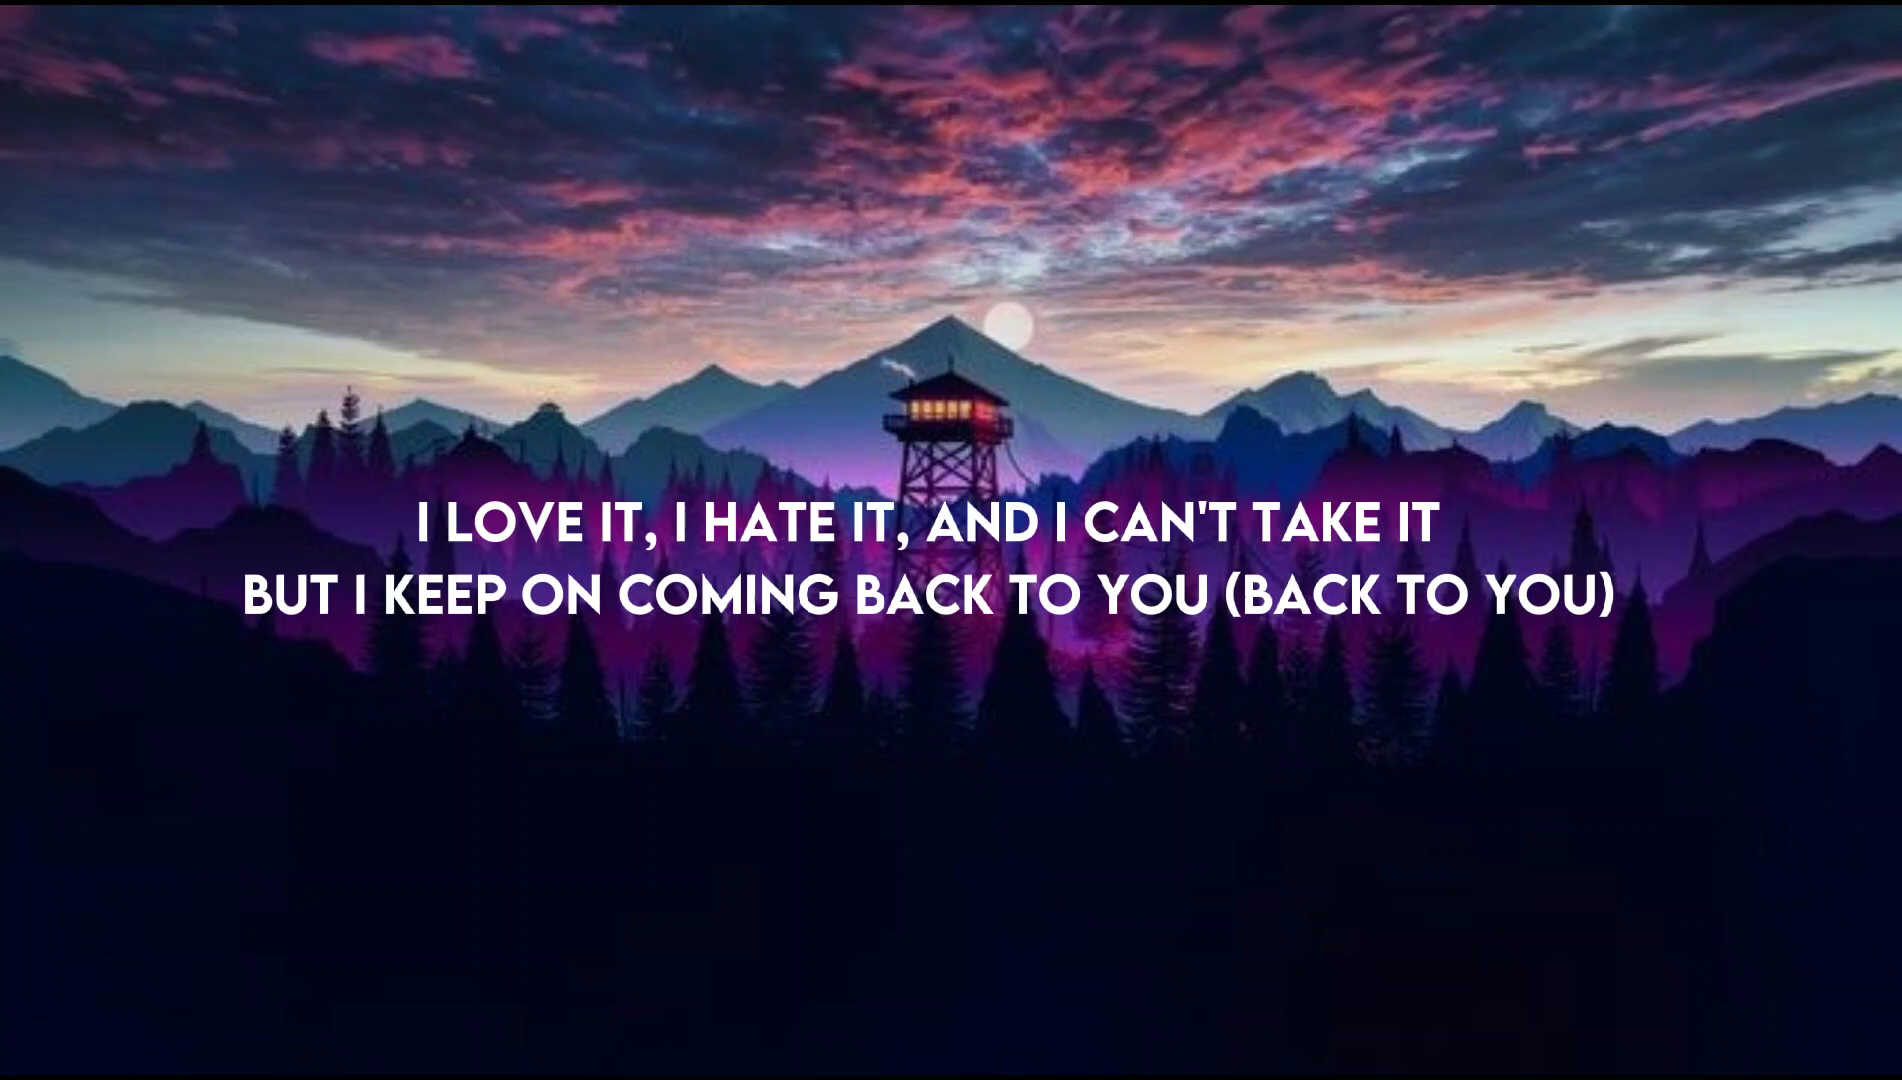 I LOVE IT, I HATE IT, AND I CAN'T TAKE IT
BUT I KEEP ON COMING BACK TO YOU (BACK TO YOU)